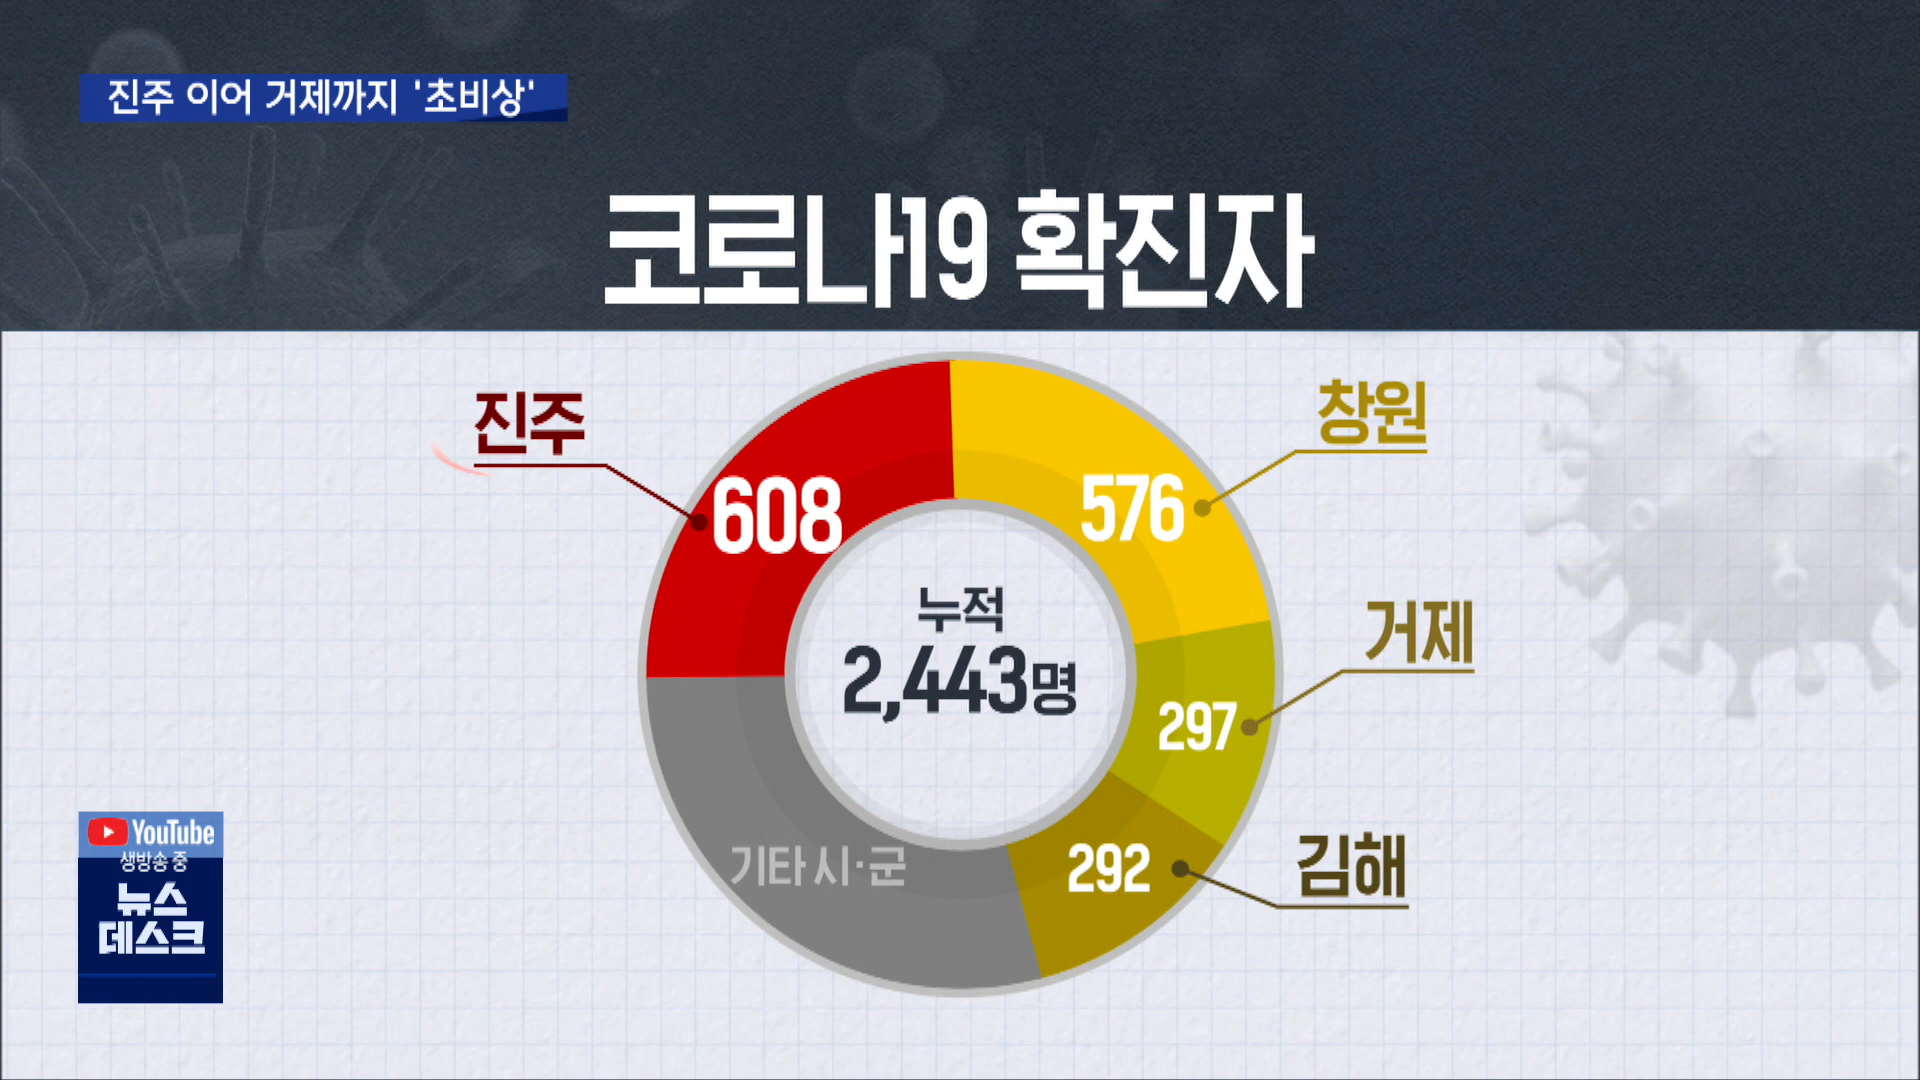 진주 이어 거제까지 '초비상'
코로나19 확진자
진주
608
창원
576
거제
297
김해
292
누적
2,443명
기타 시·군
YouTube
생방송 중
뉴스
데스크